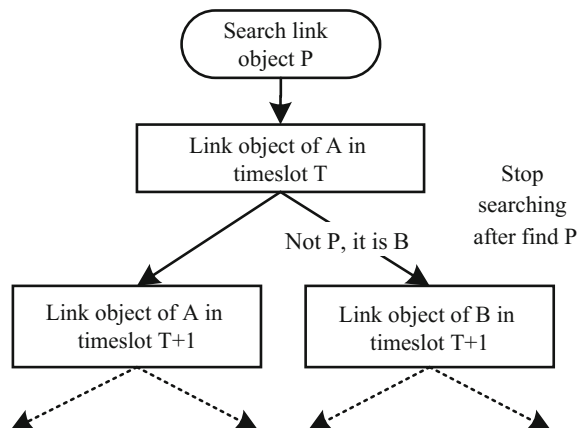 Search link
object P
Link object of A in
timeslot T
Stop
searching
after find P
Not P, it is B
Link object of A in
timeslot T+1
Link object of B in
timeslot T+1